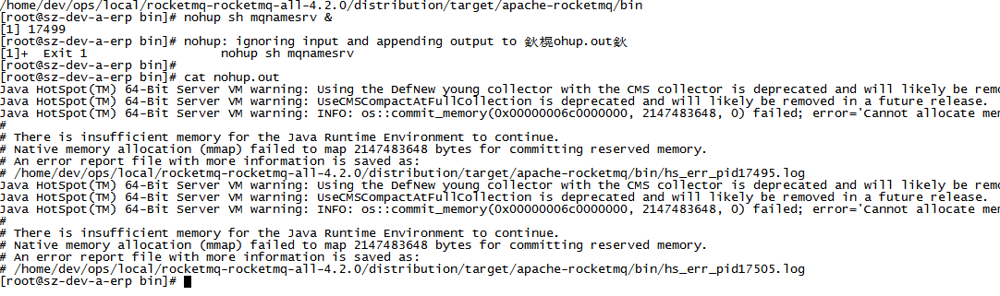 /home/dev/ops/local/rocketmq-rocketmq-all-4.2.0/distribution/target/apache-rocketmq/bin
[root@sz-dev-a-erp bin]# nohup sh mqnamesrv &
[1] 17499
[root@sz-dev-a-erp bin]# nohup: ignoring input and appending output to 鈥榥ohup.out鈥
[1]+  Exit 1                  nohup sh mqnamesrv
[root@sz-dev-a-erp bin]#
[root@sz-dev-a-erp bin]# cat nohup.out
Java HotSpot(TM) 64-Bit Server VM warning: Using the DefNew young collector with the CMS collector is deprecated and will likely be remo
Java HotSpot(TM) 64-Bit Server VM warning: UseCMSCompactAtFullCollection is deprecated and will likely be removed in a future release.
Java HotSpot(TM) 64-Bit Server VM warning: INFO: os::commit_memory(0x00000006c0000000, 2147483648, 0) failed; error='Cannot allocate mem
#
# There is insufficient memory for the Java Runtime Environment to continue.
# Native memory allocation (mmap) failed to map 2147483648 bytes for committing reserved memory.
# An error report file with more information is saved as:
# /home/dev/ops/local/rocketmq-rocketmq-all-4.2.0/distribution/target/apache-rocketmq/bin/hs_err_pid17495.log
Java HotSpot(TM) 64-Bit Server VM warning: Using the DefNew young collector with the CMS collector is deprecated and will likely be remo
Java HotSpot(TM) 64-Bit Server VM warning: UseCMSCompactAtFullCollection is deprecated and will likely be removed in a future release.
Java HotSpot(TM) 64-Bit Server VM warning: INFO: os::commit_memory(0x00000006c0000000, 2147483648, 0) failed; error='Cannot allocate mem
#
# There is insufficient memory for the Java Runtime Environment to continue.
# Native memory allocation (mmap) failed to map 2147483648 bytes for committing reserved memory.
# An error report file with more information is saved as:
# /home/dev/ops/local/rocketmq-rocketmq-all-4.2.0/distribution/target/apache-rocketmq/bin/hs_err_pid17505.log
[root@sz-dev-a-erp bin]#